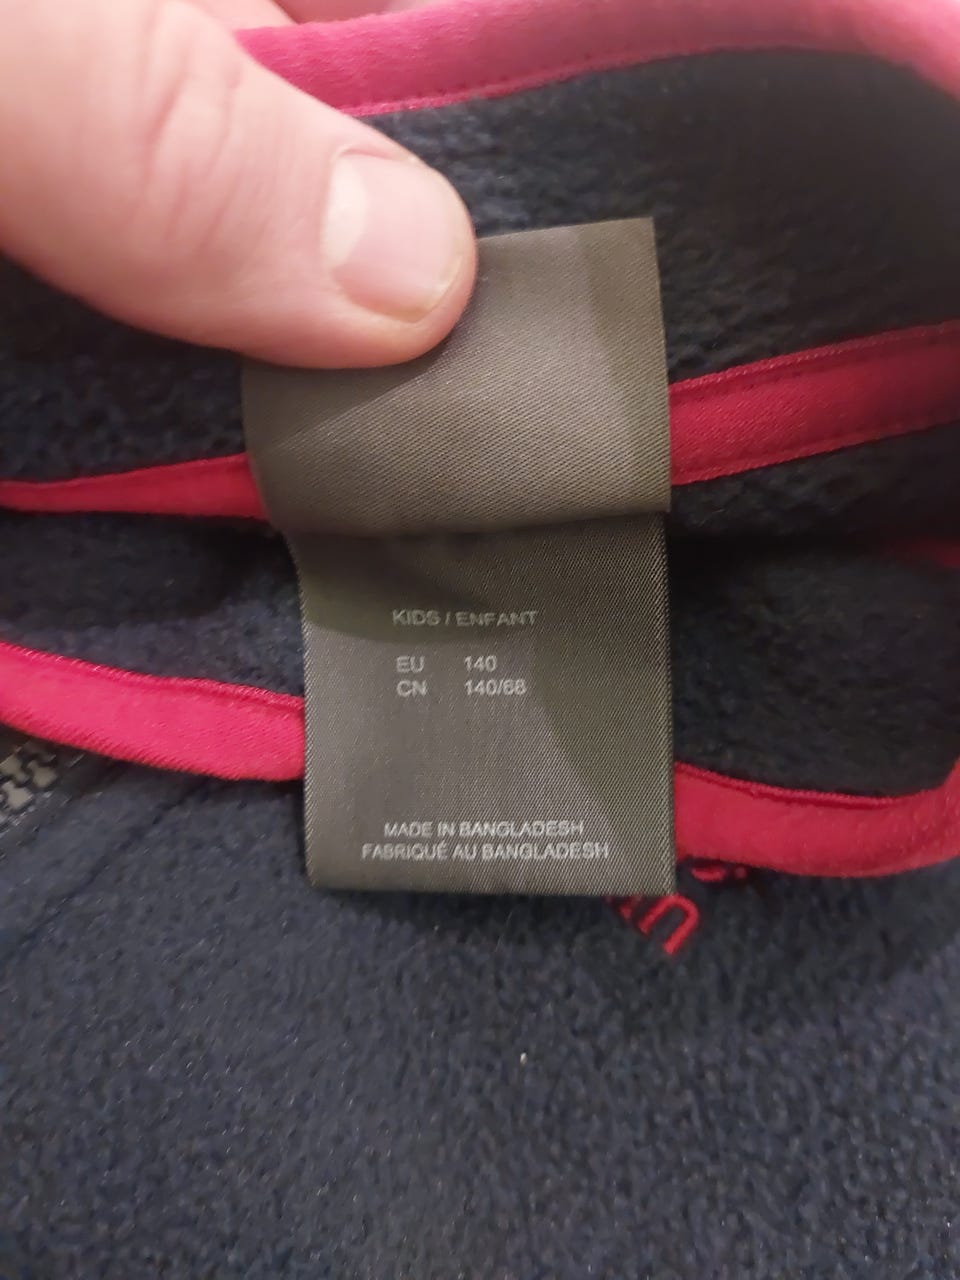 KIDS / ENFANT
EU 140
CN 140/68
MADE IN BANGLADESH
FABRIQUÉ AU BANGLADESH